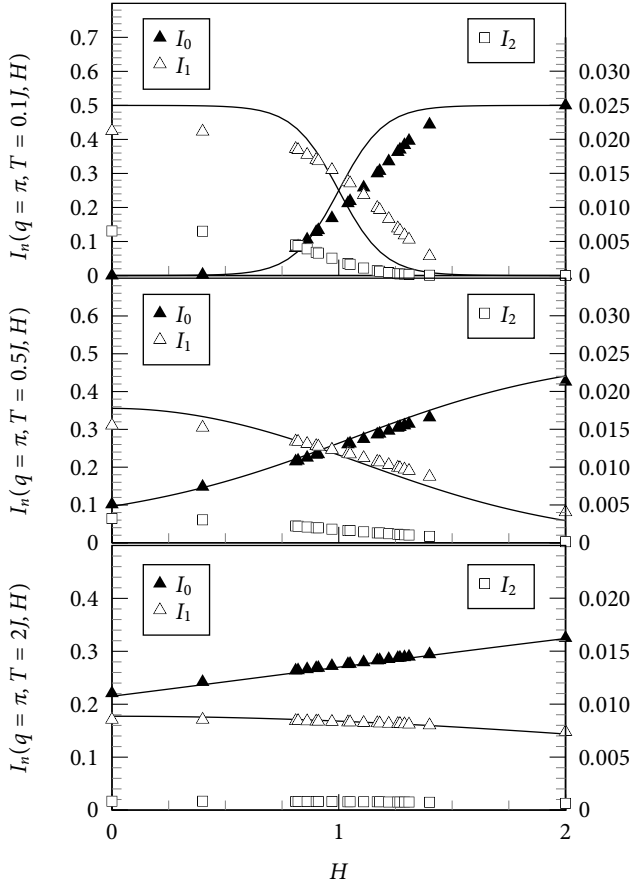 I₀
I₁
I₂
0.7
0.6
0.5
0.4
0.3
0.2
0.1
0
0.030
0.025
0.020
0.015
0.010
0.005
0
Iₙ(q = π, T = 0.1J, H)
I₀
I₁
I₂
0.6
0.5
0.4
0.3
0.2
0.1
0
0.030
0.025
0.020
0.015
0.010
0.005
0
Iₙ(q = π, T = 0.5J, H)
I₀
I₁
I₂
0.4
0.3
0.2
0.1
0
0.020
0.015
0.010
0.005
0
Iₙ(q = π, T = 2J, H)
0 1 2
H